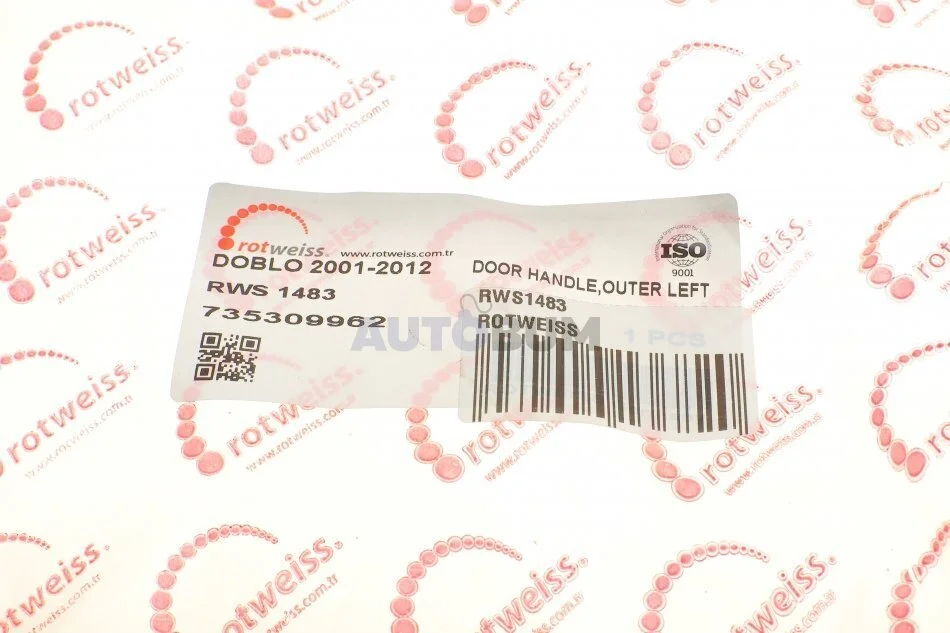 rotweiss. www.rotweiss.com.tr
DOBLO 2001-2012
RWS 1483
735309962
ISO
9001
DOOR HANDLE,OUTER LEFT
RWS1483
ROTWEISS
1 PCS
rotweiss.
www.rotweiss.com.tr